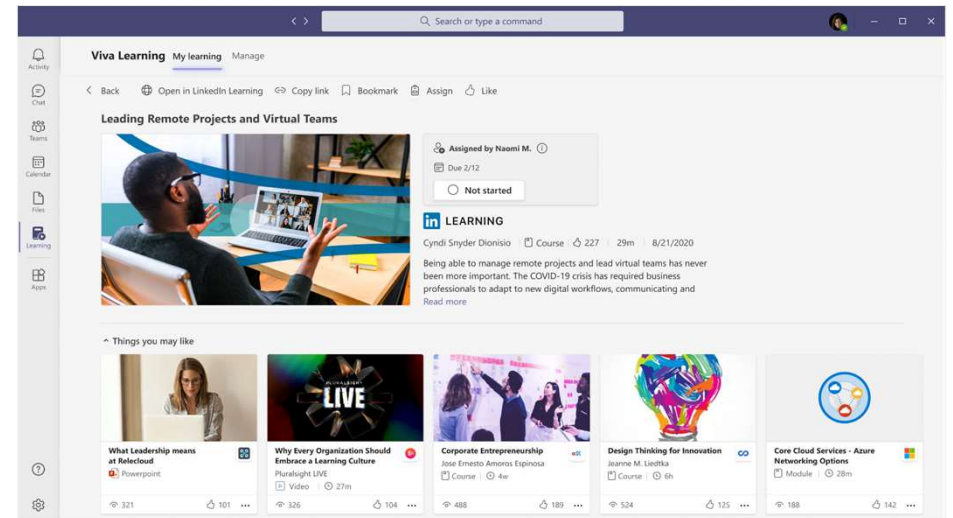 Search or type a command
Activity
Chat
Teams
Calendar
Files
Learning
Apps
Viva Learning My learning Manage
Back Open in LinkedIn Learning Copy link Bookmark Assign Like
Leading Remote Projects and Virtual Teams
Assigned by Naomi M.
Due 2/12
Not started
in LEARNING
Cyndi Snyder Dionisio Course 227 29m 8/21/2020
Being able to manage remote projects and lead virtual teams has never
been more important. The COVID-19 crisis has required business
professionals to adapt to new digital workflows, communicating and
Read more
Things you may like
What Leadership means
at Relecloud
Powerpoint
321 101
PLURALSIGHT
LIVE
Why Every Organization Should
Embrace a Learning Culture
Pluralsight LIVE
Video 27m
326 104
Corporate Entrepreneurship
edX
Jose Ernesto Amoros Espinosa
Course 4w
488 189
Design Thinking for Innovation
Jeanne M. Liedtka
Course 6h
524 125
Core Cloud Services - Azure
Networking Options
Module 28m
188 142